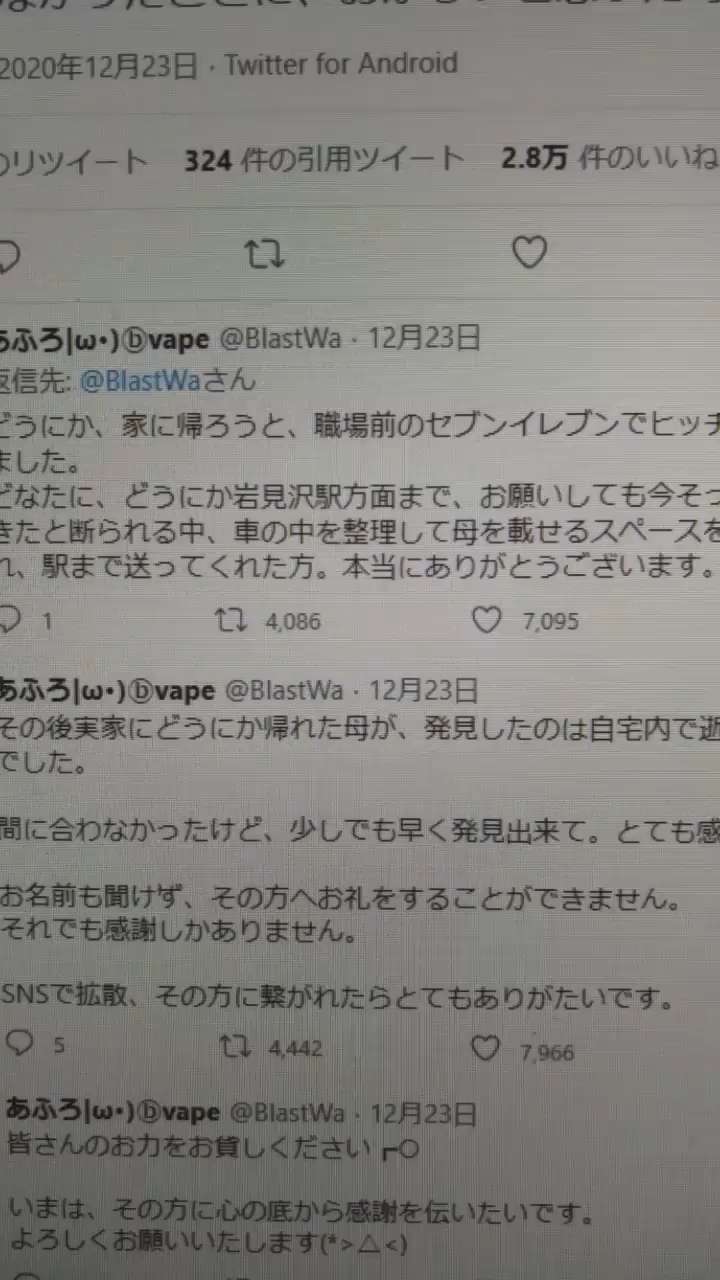 2020年12月23日 · Twitter for Android
リツイート 324 件の引用ツイート 2.8万 件のいいね
あふろ|ω•)ⓑvape @BlastWa · 12月23日
返信先: @BlastWaさん
どうにか、家に帰ろうと、職場前のセブンイレブンでヒッチ
ました。
どなたに、どうにか岩見沢駅方面まで、お願いしても今そっ
きたと断られる中、車の中を整理して母を載せるスペースを
れ、駅まで送ってくれた方。本当にありがとうございます。
1 4,086 7,095
あふろ|ω•)ⓑvape @BlastWa · 12月23日
その後実家にどうにか帰れた母が、発見したのは自宅内で逝
でした。
間に合わなかったけど、少しでも早く発見出来て。とても感
お名前も聞けず、その方へお礼をすることができません。
それでも感謝しかありません。
SNSで拡散、その方に繋がれたらとてもありがたいです。
5 4,442 7,966
あふろ|ω•)ⓑvape @BlastWa · 12月23日
皆さんのお力をお貸しください┏○
いまは、その方に心の底から感謝を伝いたいです。
よろしくお願いいたします(*>△<)